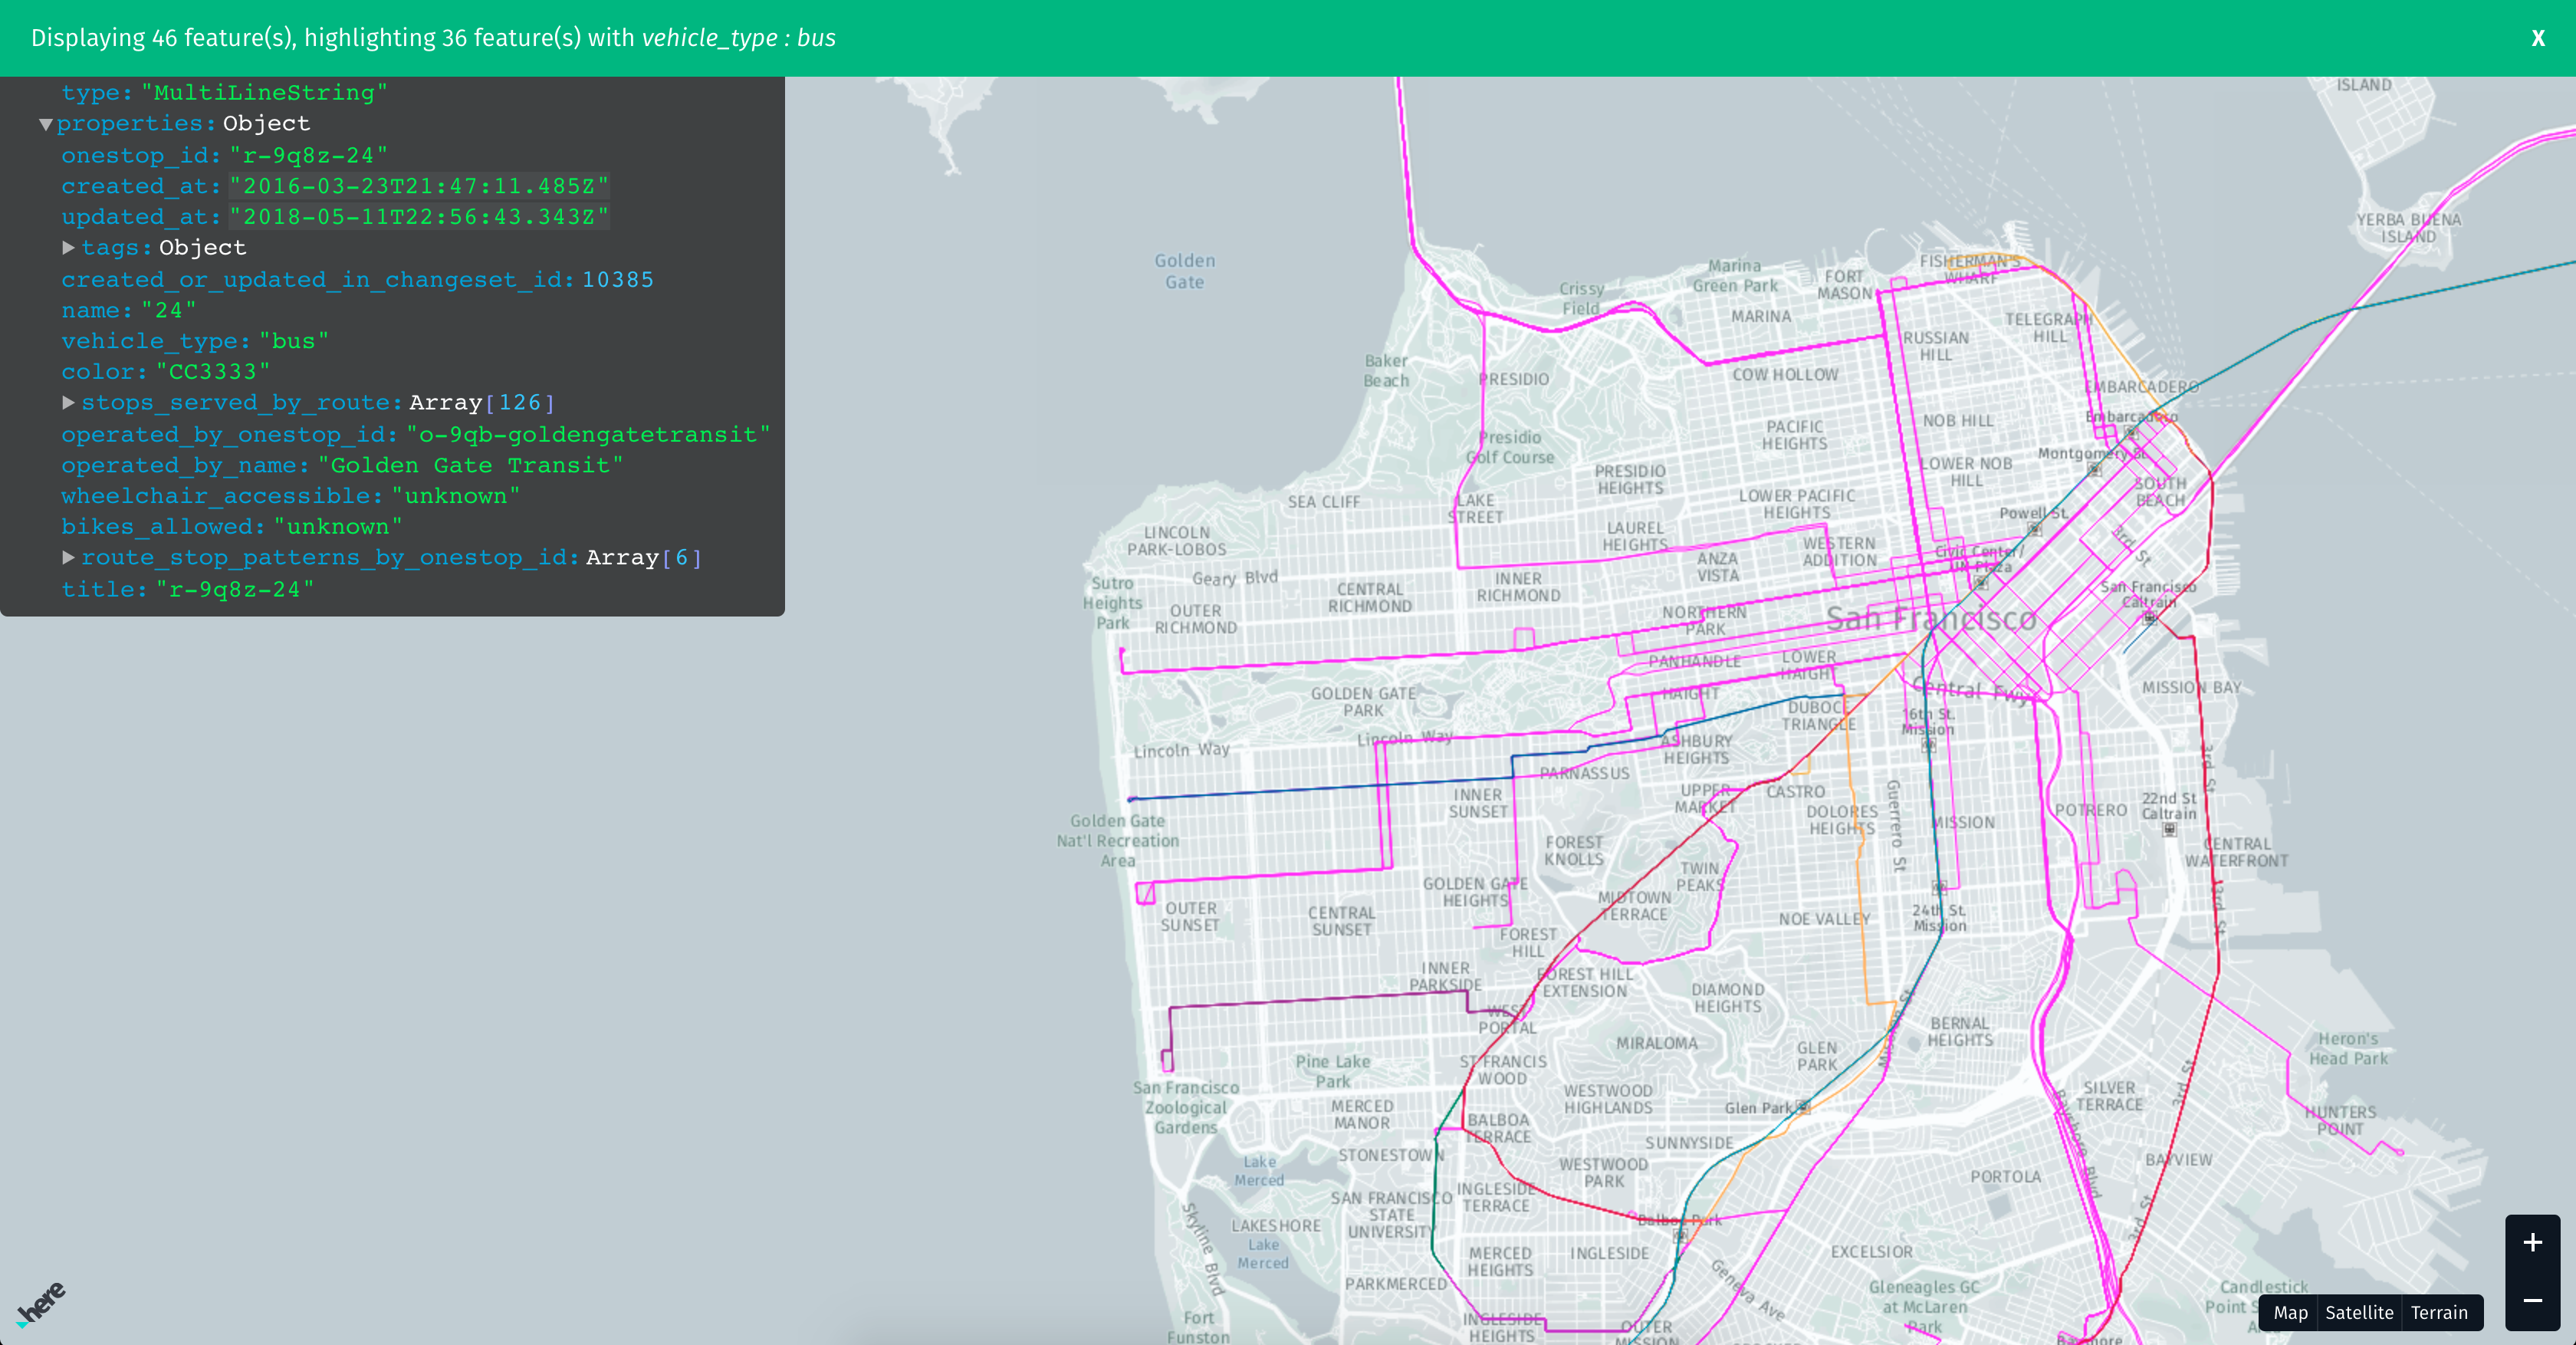 Displaying 46 feature(s), highlighting 36 feature(s) with vehicle_type : bus
X
type: "MultiLineString"
▼properties: Object
onestop_id: "r-9q8z-24"
created_at: "2016-03-23T21:47:11.485Z"
updated_at: "2018-05-11T22:56:43.343Z"
▶tags: Object
created_or_updated_in_changeset_id: 10385
name: "24"
vehicle_type: "bus"
color: "CC3333"
▶stops_served_by_route: Array[126]
operated_by_onestop_id: "o-9qb-goldengatetransit"
operated_by_name: "Golden Gate Transit"
wheelchair_accessible: "unknown"
bikes_allowed: "unknown"
▶route_stop_patterns_by_onestop_id: Array[6]
title: "r-9q8z-24"
ISLAND
YERBA BUENA
ISLAND
Golden
Gate
Marina
Green Park
FORT
MASON
FISHERMAN'S
WHARF
Crissy
Field
MARINA
RUSSIAN
HILL
TELEGRAPH
HILL
Baker
Beach
PRESIDIO
COW HOLLOW
EMBARCADERO
Embarcadero
NOB HILL
PACIFIC
HEIGHTS
Presidio
Golf Course
Montgomery St.
PRESIDIO
HEIGHTS
LOWER NOB
HILL
SOUTH
BEACH
SEA CLIFF
LAKE
STREET
LOWER PACIFIC
HEIGHTS
Powell St.
LINCOLN
PARK-LOBOS
LAUREL
HEIGHTS
WESTERN
ADDITION
Civic Center/
UN Plaza
3rd St
ANZA
VISTA
Geary Blvd
Sutro
Heights
Park
CENTRAL
RICHMOND
INNER
RICHMOND
San Francisco
Caltrain
OUTER
RICHMOND
NORTHERN
PARK
San Francisco
PANHANDLE
LOWER
HAIGHT
GOLDEN GATE
PARK
HAIGHT
Central Fwy
MISSION BAY
DUBOCE
TRIANGLE
16th St.
Mission
Lincoln Way
Lincoln Way
ASHBURY
HEIGHTS
3rd St
PARNASSUS
INNER
SUNSET
UPPER
MARKET
CASTRO
Guerrero St
22nd St
Caltrain
POTRERO
Golden Gate
Nat'l Recreation
Area
DOLORES
HEIGHTS
MISSION
FOREST
KNOLLS
CENTRAL
WATERFRONT
TWIN
PEAKS
GOLDEN GATE
HEIGHTS
MIDTOWN
TERRACE
3rd St
OUTER
SUNSET
CENTRAL
SUNSET
NOE VALLEY
24th St.
Mission
FOREST
HILL
INNER
PARKSIDE
FOREST HILL
EXTENSION
DIAMOND
HEIGHTS
WEST
PORTAL
BERNAL
HEIGHTS
MIRALOMA
Heron's
Head Park
Pine Lake
Park
ST FRANCIS
WOOD
GLEN
PARK
San Francisco
Zoological
Gardens
WESTWOOD
HIGHLANDS
SILVER
TERRACE
3rd St
MERCED
MANOR
Glen Park
HUNTERS
POINT
BALBOA
TERRACE
SUNNYSIDE
STONESTOWN
Lake
Merced
WESTWOOD
PARK
BAYVIEW
PORTOLA
Bayshore Blvd
SAN FRANCISCO
STATE
UNIVERSITY
INGLESIDE
TERRACE
LAKESHORE
Balboa Park
3rd St
Skyline Blvd
Lake
Merced
MERCED
HEIGHTS
INGLESIDE
EXCELSIOR
PARKMERCED
Geneva Ave
Gleneagles GC
at McLaren
Park
Candlestick
Fort
Funston
INGLESIDE
HEIGHTS
OUTER
MISSION
Bayshore
+
−
Map
Satellite
Terrain
here